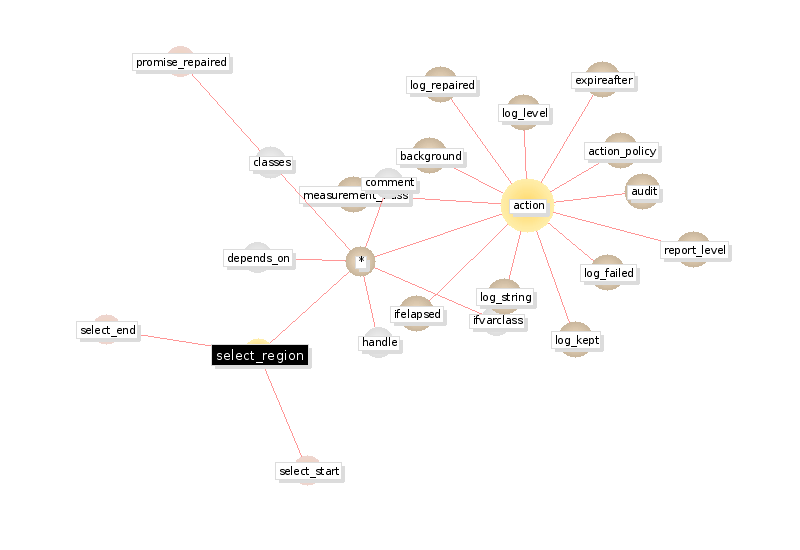 promise_repaired
expireafter
log_repaired
log_level
action_policy
background
classes
comment
audit
action
report_level
depends_on
*
log_failed
log_string
ifelapsed
ifvarclass
select_end
log_kept
handle
select_region
select_start